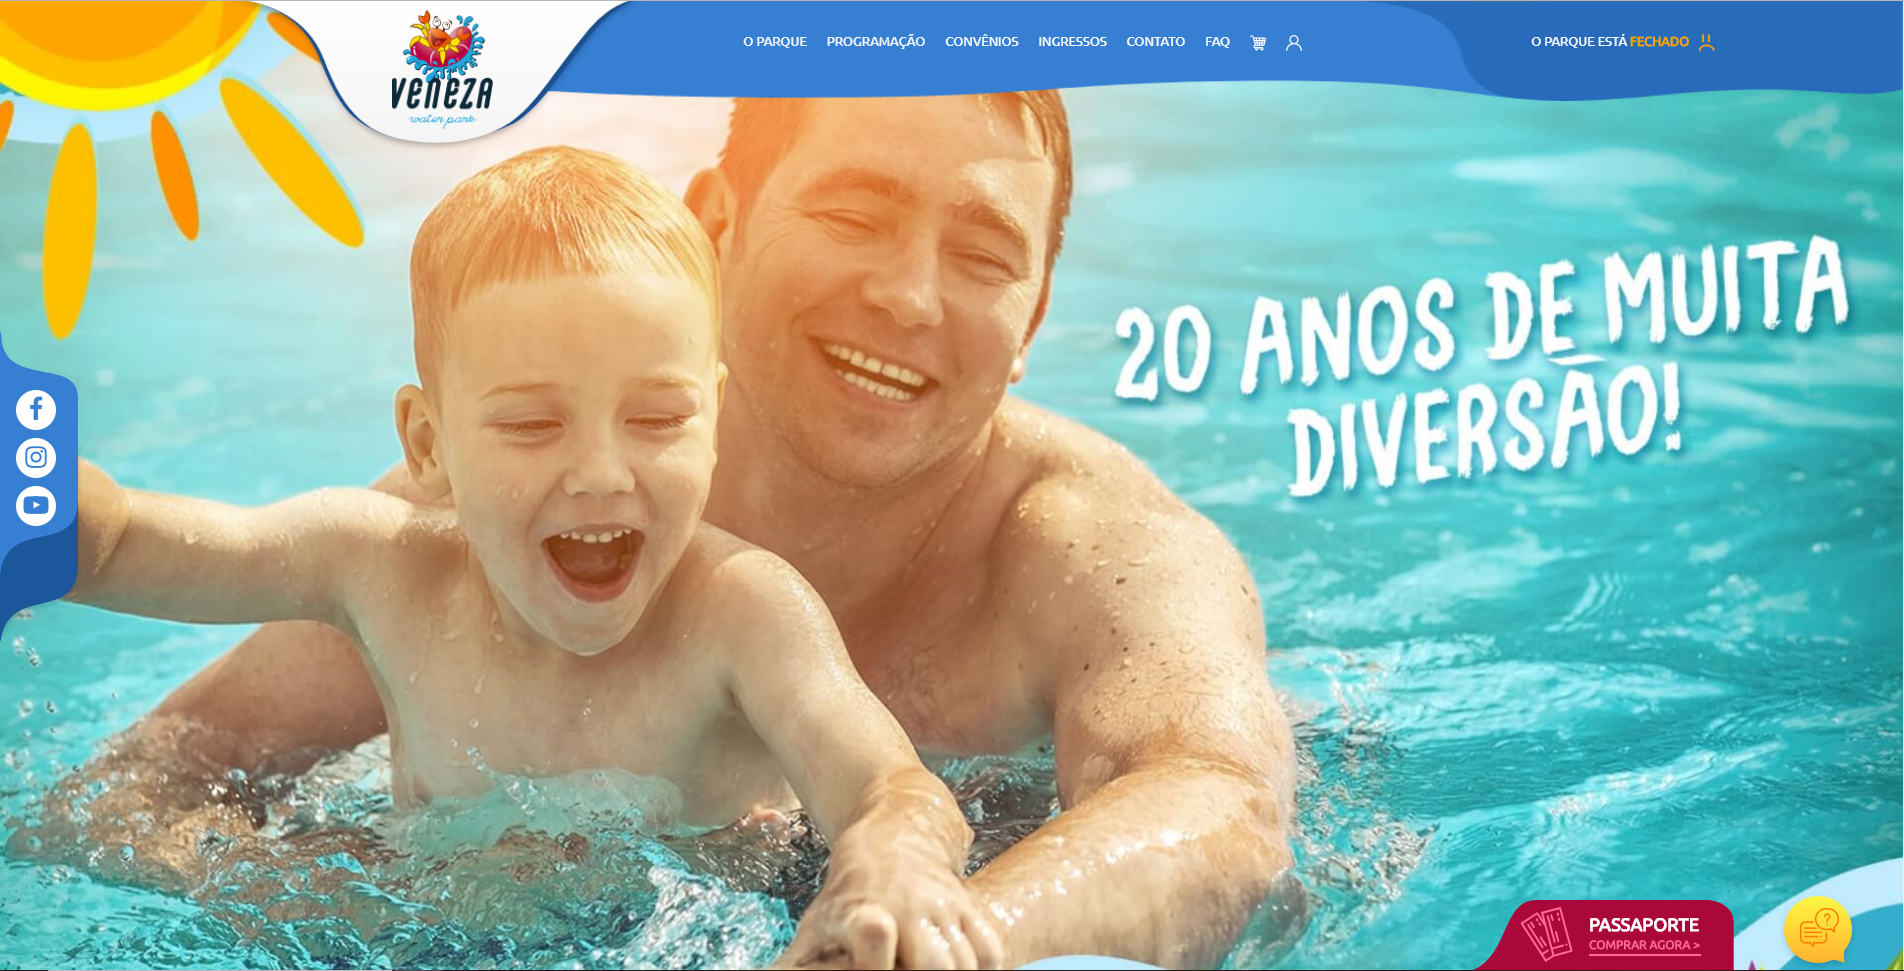 VENEZA
water park
O PARQUE
PROGRAMAÇÃO
CONVÊNIOS
INGRESSOS
CONTATO
FAQ
O PARQUE ESTÁ FECHADO
20 ANOS DE MUITA
DIVERSÃO!
PASSAPORTE
COMPRAR AGORA >